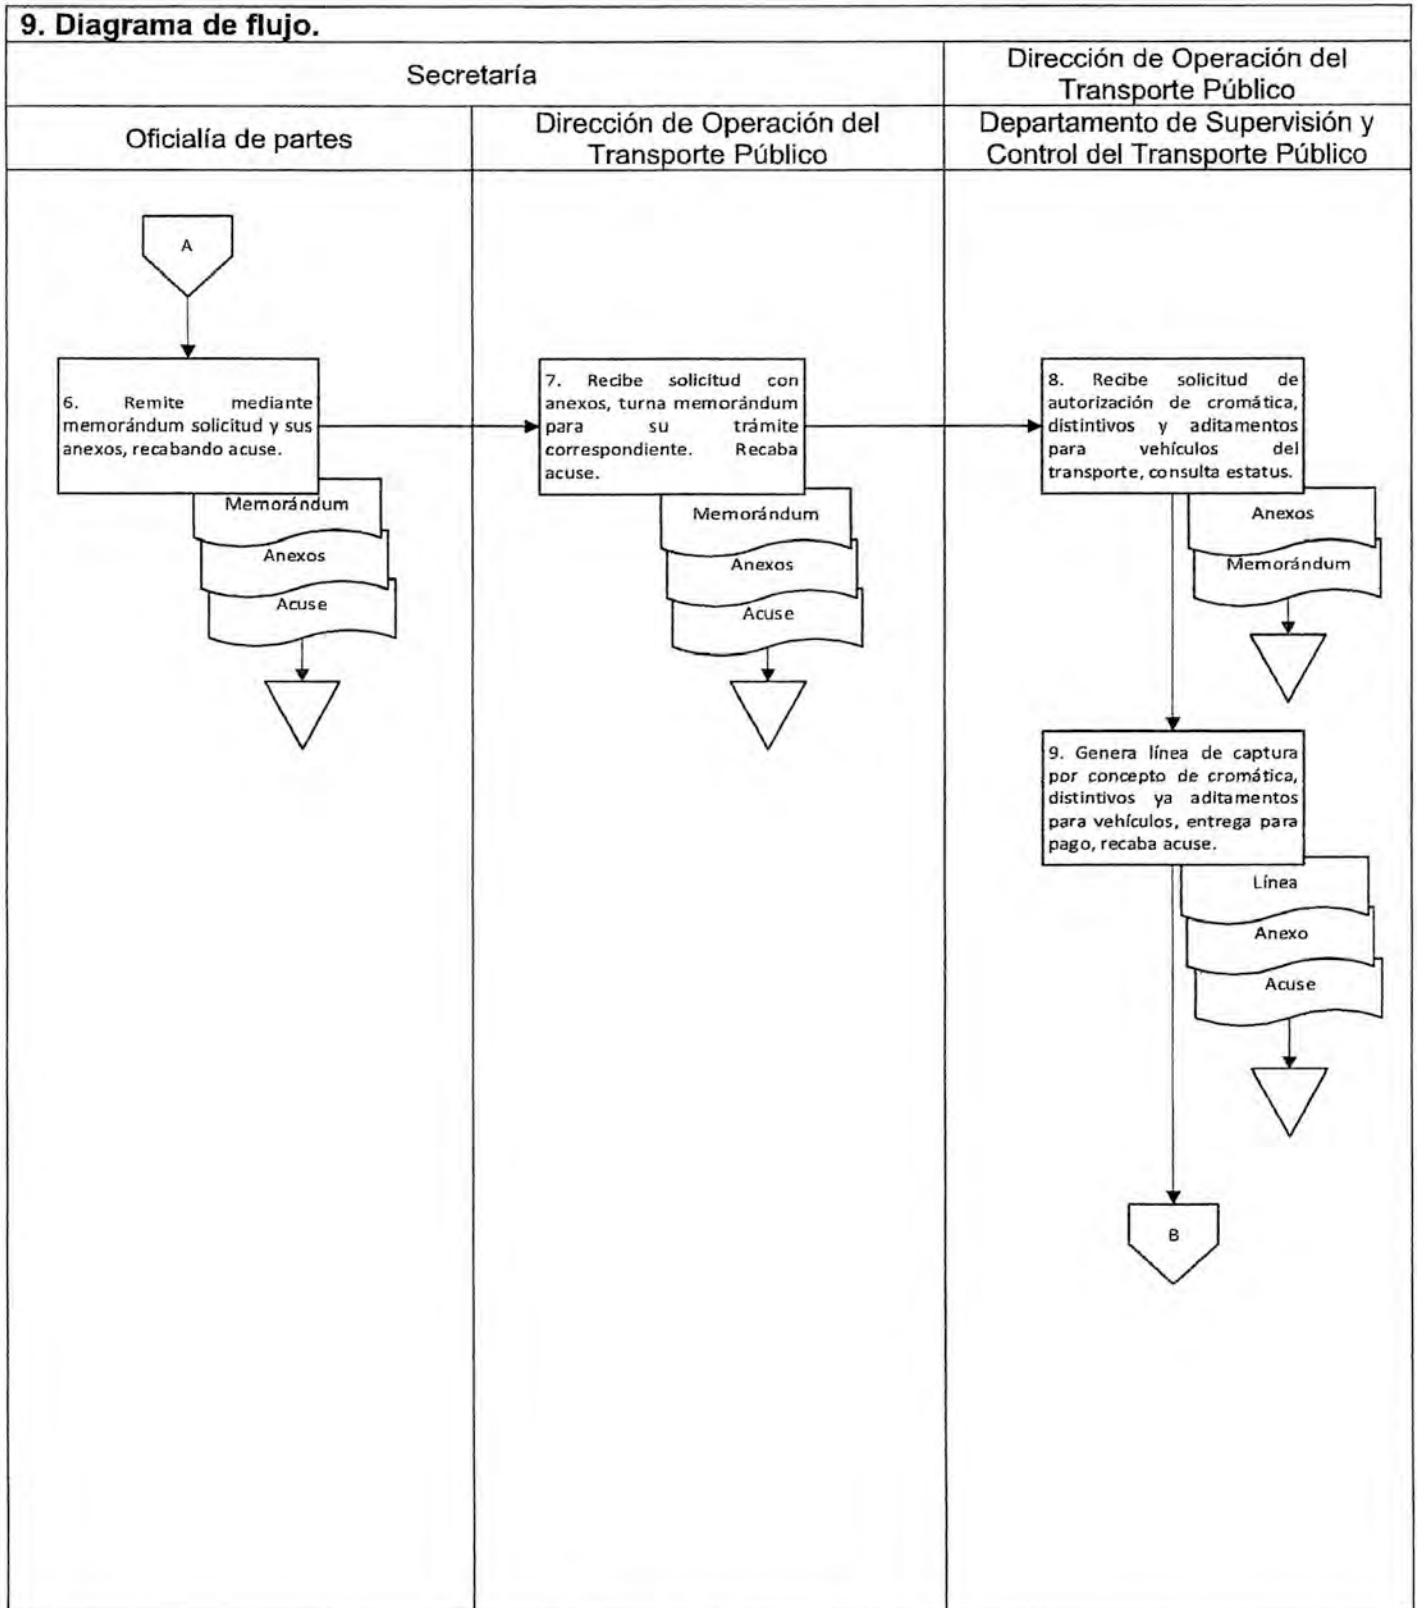 9. Diagrama de flujo.
Secretaría
Dirección de Operación del
Transporte Público
Oficialía de partes
Dirección de Operación del
Transporte Público
Departamento de Supervisión y
Control del Transporte Público
A
6. Remite mediante
memorándum solicitud y sus
anexos, recabando acuse.
Memorándum
Anexos
Acuse
7. Recibe solicitud con
anexos, turna memorándum
para su trámite
correspondiente. Recaba
acuse.
Memorándum
Anexos
Acuse
8. Recibe solicitud de
autorización de cromática,
distintivos y aditamentos
para vehículos del
transporte, consulta estatus.
Anexos
Memorándum
9. Genera línea de captura
por concepto de cromática,
distintivos ya aditamentos
para vehículos, entrega para
pago, recaba acuse.
Línea
Anexo
Acuse
B